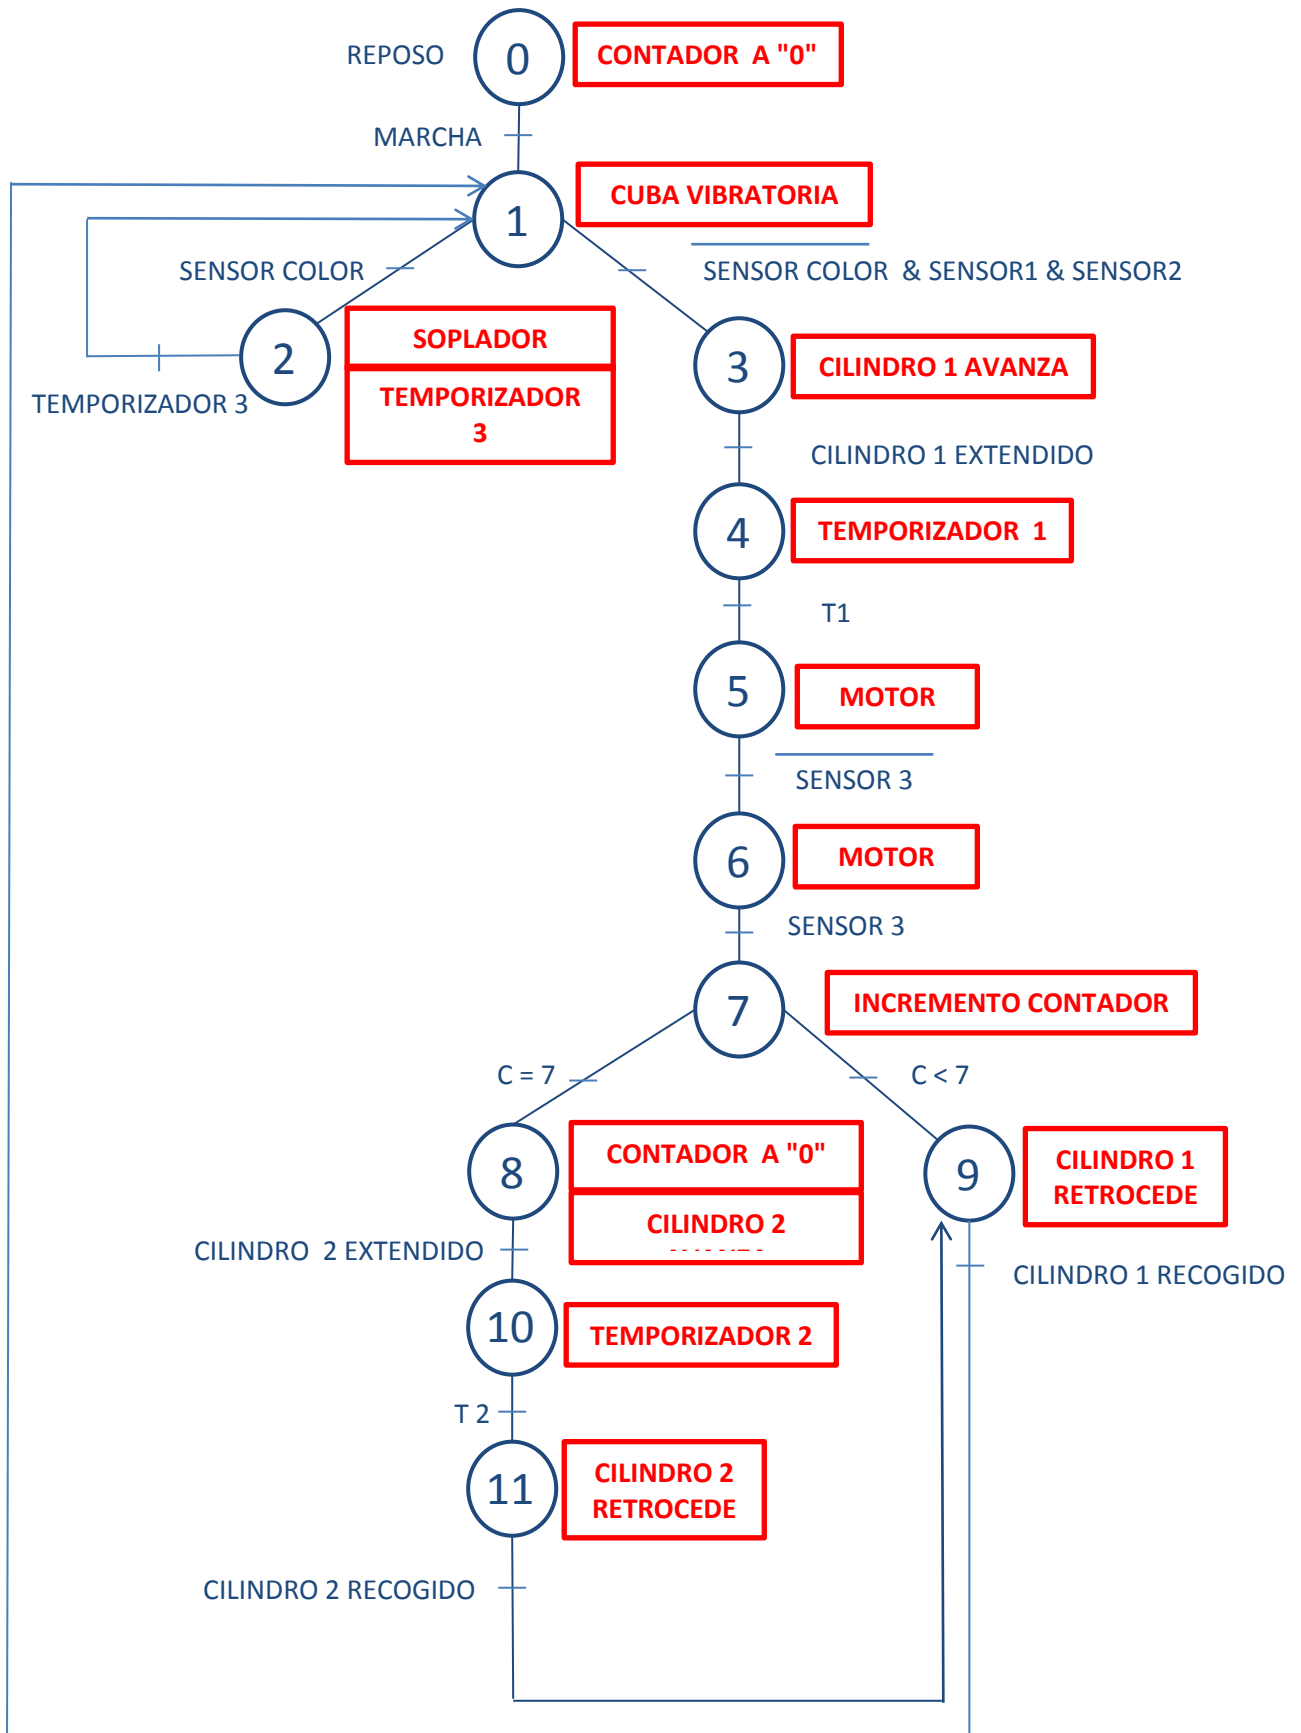 REPOSO
0
CONTADOR A "0"
MARCHA
1
CUBA VIBRATORIA
SENSOR COLOR
SENSOR COLOR & SENSOR1 & SENSOR2
2
SOPLADOR
TEMPORIZADOR
3
TEMPORIZADOR 3
3
CILINDRO 1 AVANZA
CILINDRO 1 EXTENDIDO
4
TEMPORIZADOR 1
T1
5
MOTOR
SENSOR 3
6
MOTOR
SENSOR 3
7
INCREMENTO CONTADOR
C = 7
C < 7
8
CONTADOR A "0"
CILINDRO 2
9
CILINDRO 1
RETROCEDE
CILINDRO 2 EXTENDIDO
CILINDRO 1 RECOGIDO
10
TEMPORIZADOR 2
T 2
11
CILINDRO 2
RETROCEDE
CILINDRO 2 RECOGIDO